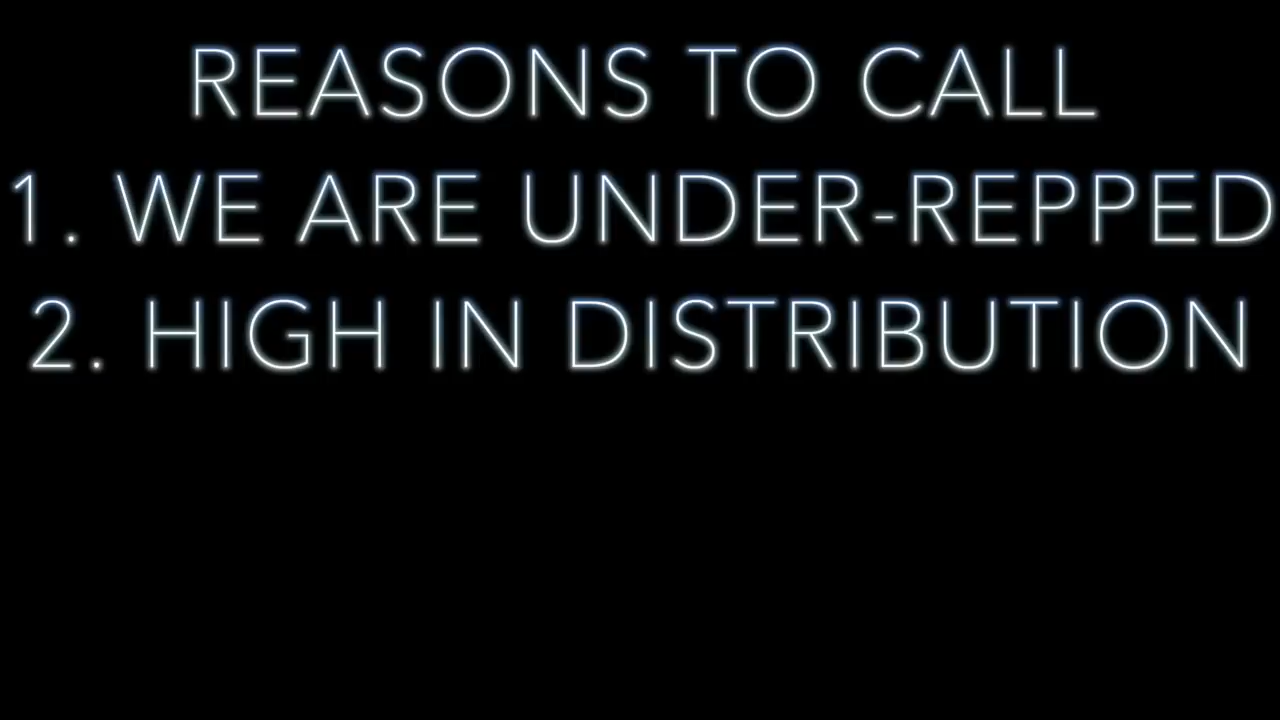 REASONS TO CALL
1. WE ARE UNDER-REPPED
2. HIGH IN DISTRIBUTION